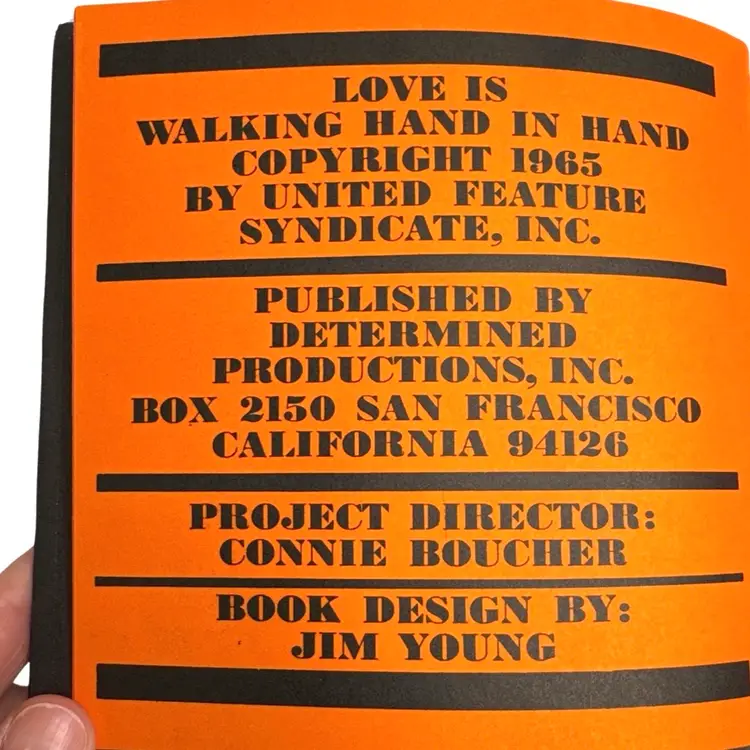 LOVE IS
WALKING HAND IN HAND
COPYRIGHT 1965
BY UNITED FEATURE
SYNDICATE, INC.
PUBLISHED BY
DETERMINED
PRODUCTIONS, INC.
BOX 2150 SAN FRANCISCO
CALIFORNIA 94126
PROJECT DIRECTOR:
CONNIE BOUCHER
BOOK DESIGN BY:
JIM YOUNG